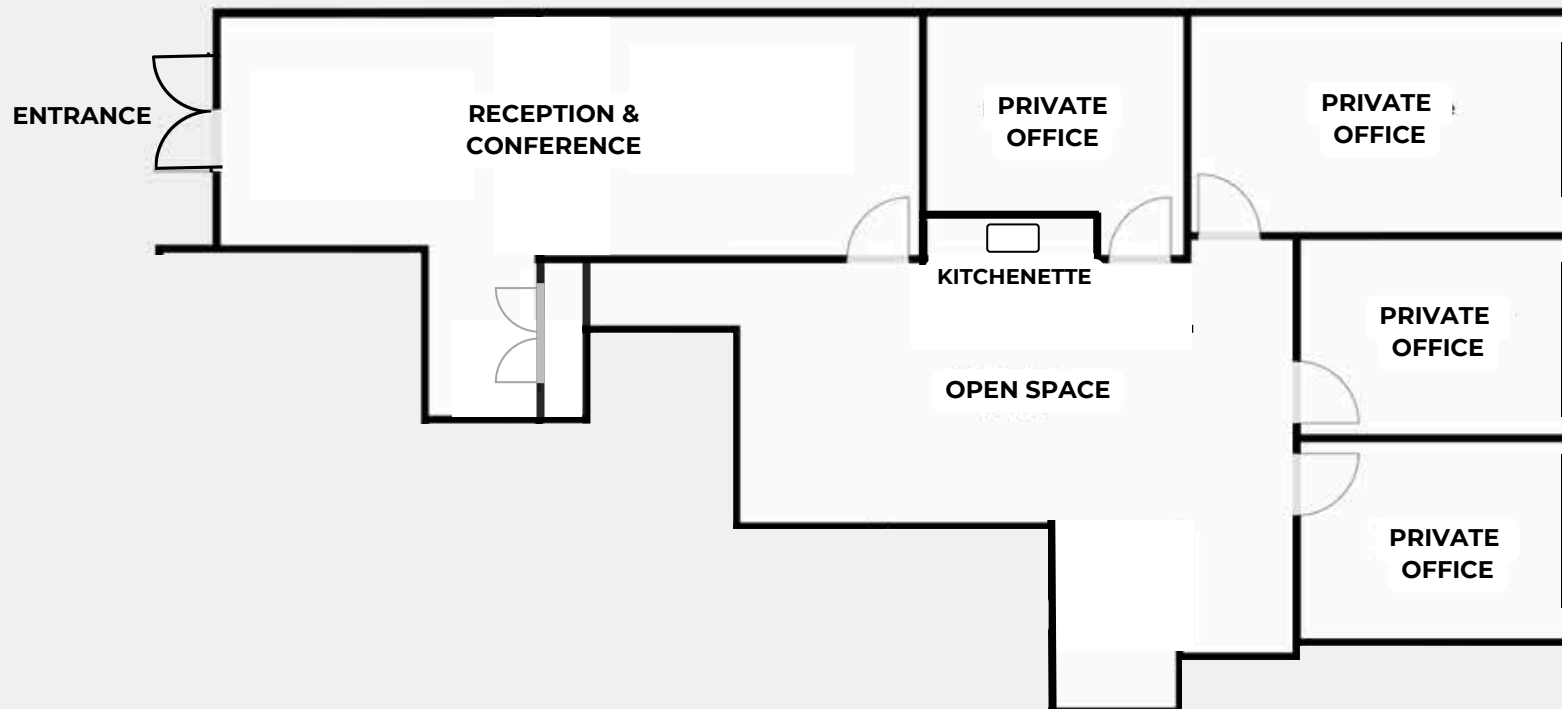 ENTRANCE
RECEPTION &
CONFERENCE
PRIVATE
OFFICE
PRIVATE
OFFICE
KITCHENETTE
PRIVATE
OFFICE
OPEN SPACE
PRIVATE
OFFICE